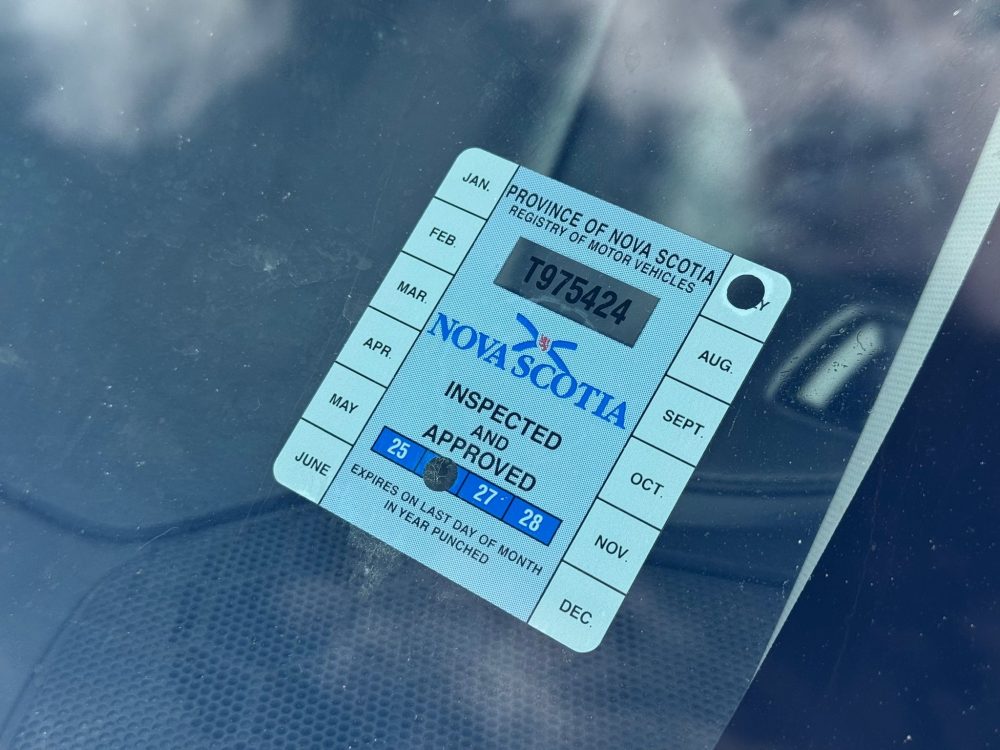 PROVINCE OF NOVA SCOTIA
REGISTRY OF MOTOR VEHICLES
T975424
NOVA SCOTIA
INSPECTED
AND
APPROVED
25 27 28
EXPIRES ON LAST DAY OF MONTH
IN YEAR PUNCHED
JAN.
FEB.
MAR.
APR.
MAY
JUNE
AUG.
SEPT.
OCT.
NOV.
DEC.